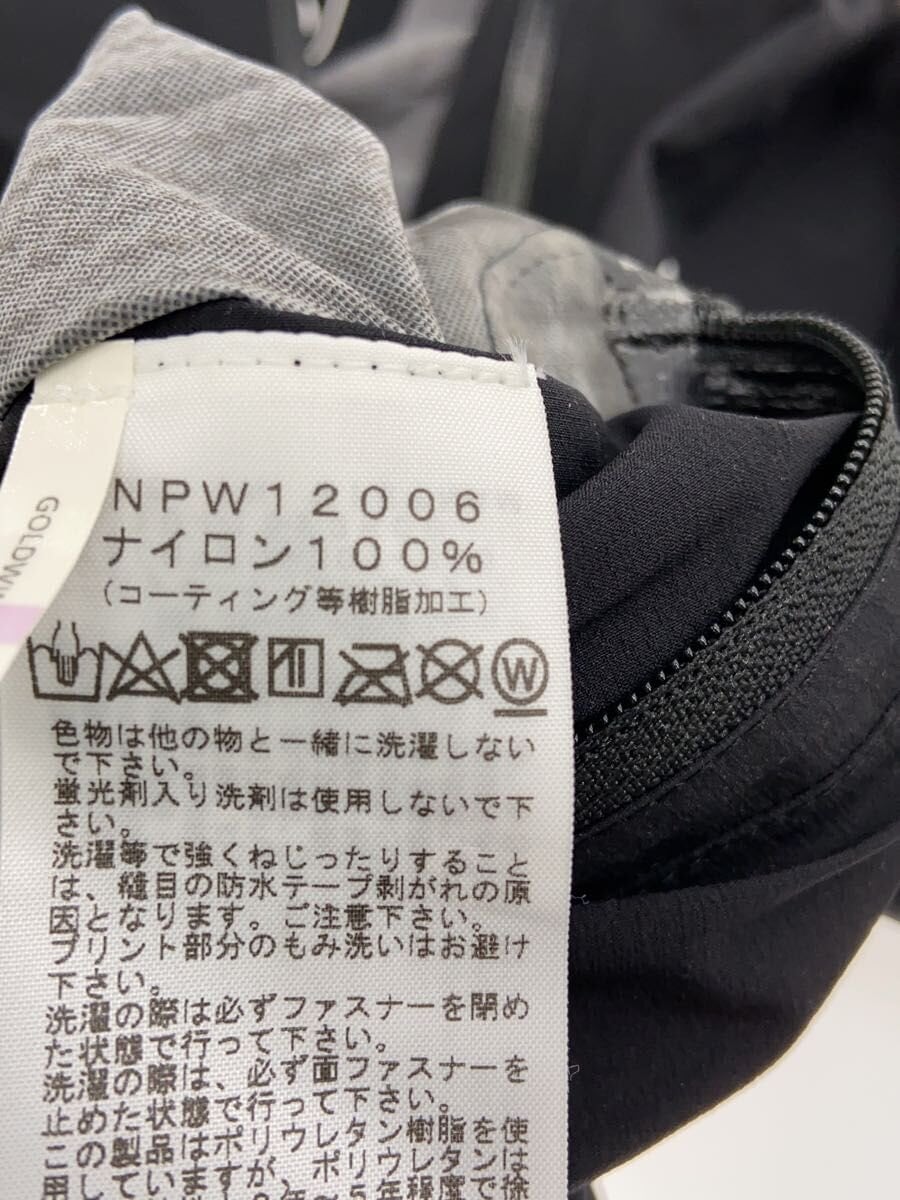 NPW12006
ナイロン100%
(コーティング等樹脂加工)
W
色物は他の物と一緒に洗濯しない
で下さい。
蛍光剤入り洗剤は使用しないで下
さい。
洗濯等で強くねじったりすること
は、縫目の防水テープ剥がれの原
因となります。ご注意下さい。
プリント部分のもみ洗いはお避け
下さい。
洗濯の際は必ずファスナーを閉め
た状態で行って下さい。
洗濯の際は、必ず面ファスナーを
止めた状態で行って下さい。
この製品はポリウレタン樹脂を使
用していますが、ポリウレタンは
年～5年程度で徐
GOLDWI